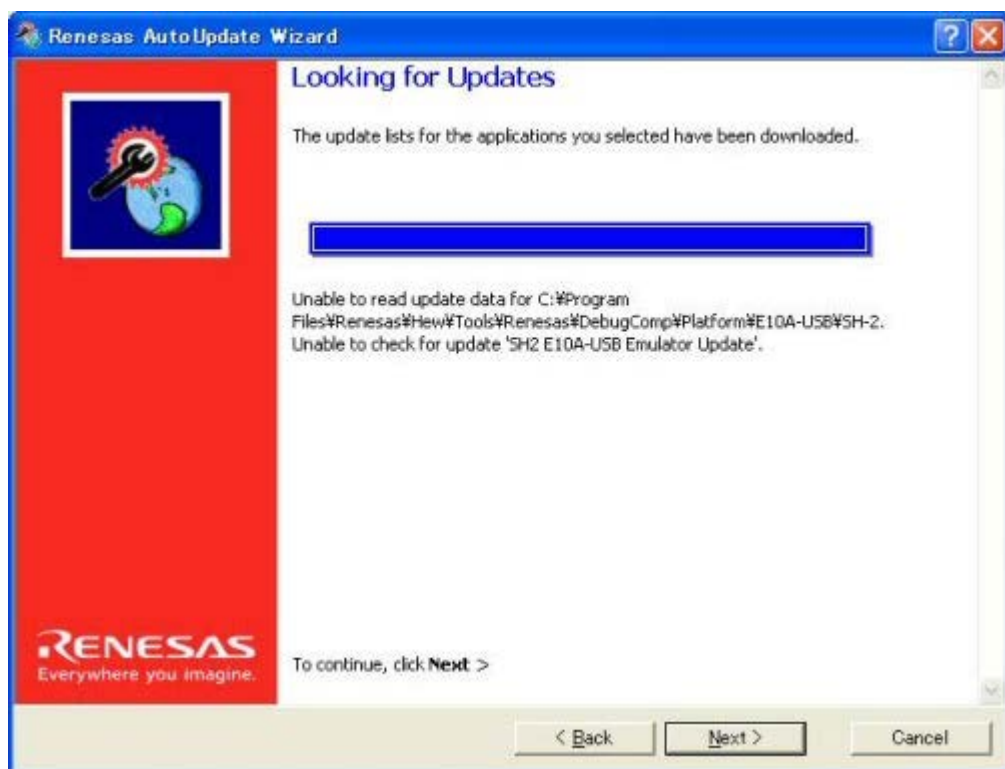 Renesas AutoUpdate Wizard
Looking for Updates
The update lists for the applications you selected have been downloaded.
Unable to read update data for C:¥Program
Files¥Renesas¥Hew¥Tools¥Renesas¥DebugComp¥Platform¥E10A-USB¥SH-2.
Unable to check for update 'SH2 E10A-USB Emulator Update'.
RENESAS
Everywhere you imagine.
To continue, click Next >
< Back
Next >
Cancel